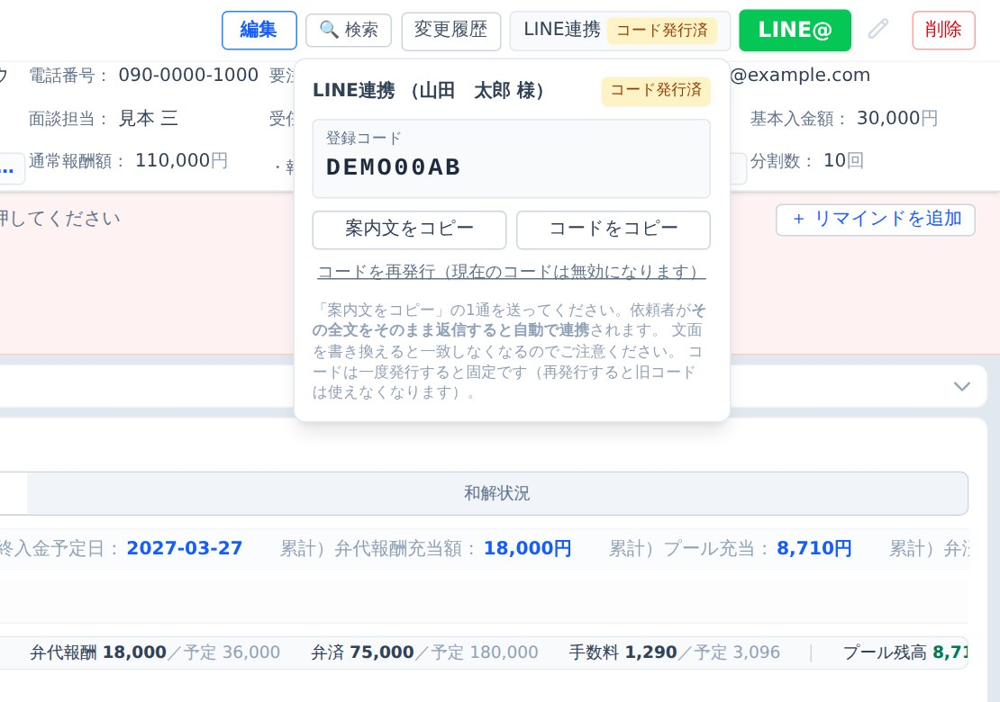 編集 🔍 検索 変更履歴 LINE連携 コード発行済 LINE@ 削除
電話番号： 090-0000-1000 @example.com
面談担当： 見本 三 基本入金額： 30,000円
通常報酬額： 110,000円 分割数： 10回
LINE連携 （山田　太郎 様） コード発行済
登録コード
DEMO00AB
案内文をコピー コードをコピー
コードを再発行（現在のコードは無効になります）
「案内文をコピー」の1通を送ってください。依頼者がそ
の全文をそのまま返信すると自動で連携されます。 文面
を書き換えると一致しなくなるのでご注意ください。 コ
ードは一度発行すると固定です（再発行すると旧コード
は使えなくなります）。
押してください ＋ リマインドを追加
和解状況
終入金予定日： 2027-03-27 累計）弁代報酬充当額： 18,000円 累計）プール充当： 8,710円 累計）弁済
弁代報酬 18,000／予定 36,000 弁済 75,000／予定 180,000 手数料 1,290／予定 3,096 ｜ プール残高 8,71